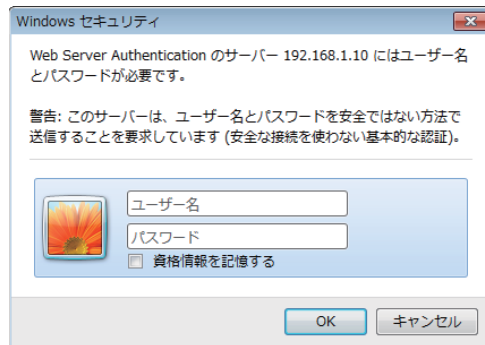 Windows セキュリティ
Web Server Authentication のサーバー 192.168.1.10 にはユーザー名
とパスワードが必要です。
警告: このサーバーは、ユーザー名とパスワードを安全ではない方法で
送信することを要求しています (安全な接続を使わない基本的な認証)。
ユーザー名
パスワード
資格情報を記憶する
OK
キャンセル